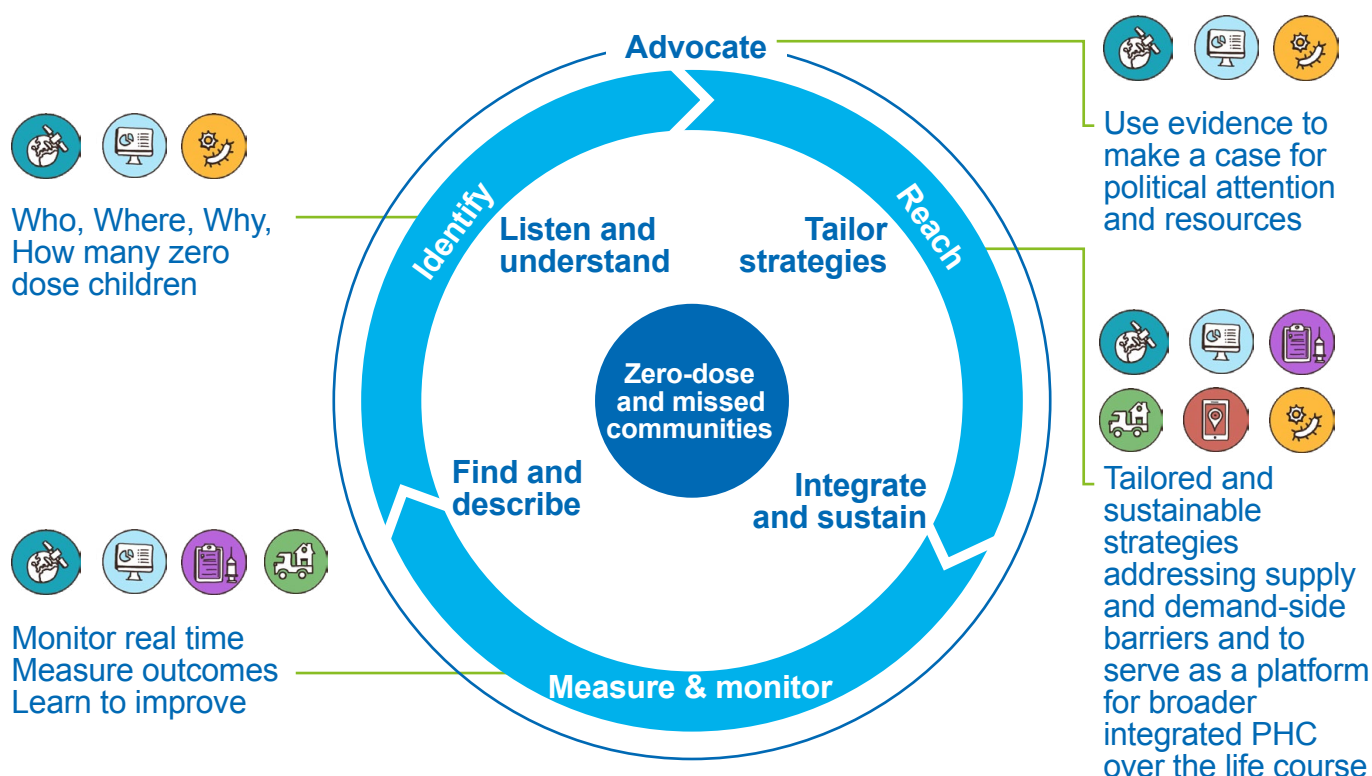 Advocate
Use evidence to
make a case for
political attention
and resources
Who, Where, Why,
How many zero
dose children
Identify
Reach
Listen and
understand
Tailor
strategies
Zero-dose
and missed
communities
Find and
describe
Integrate
and sustain
Tailored and
sustainable
strategies
addressing supply
and demand-side
barriers and to
serve as a platform
for broader
integrated PHC
over the life course
Monitor real time
Measure outcomes
Learn to improve
Measure & monitor